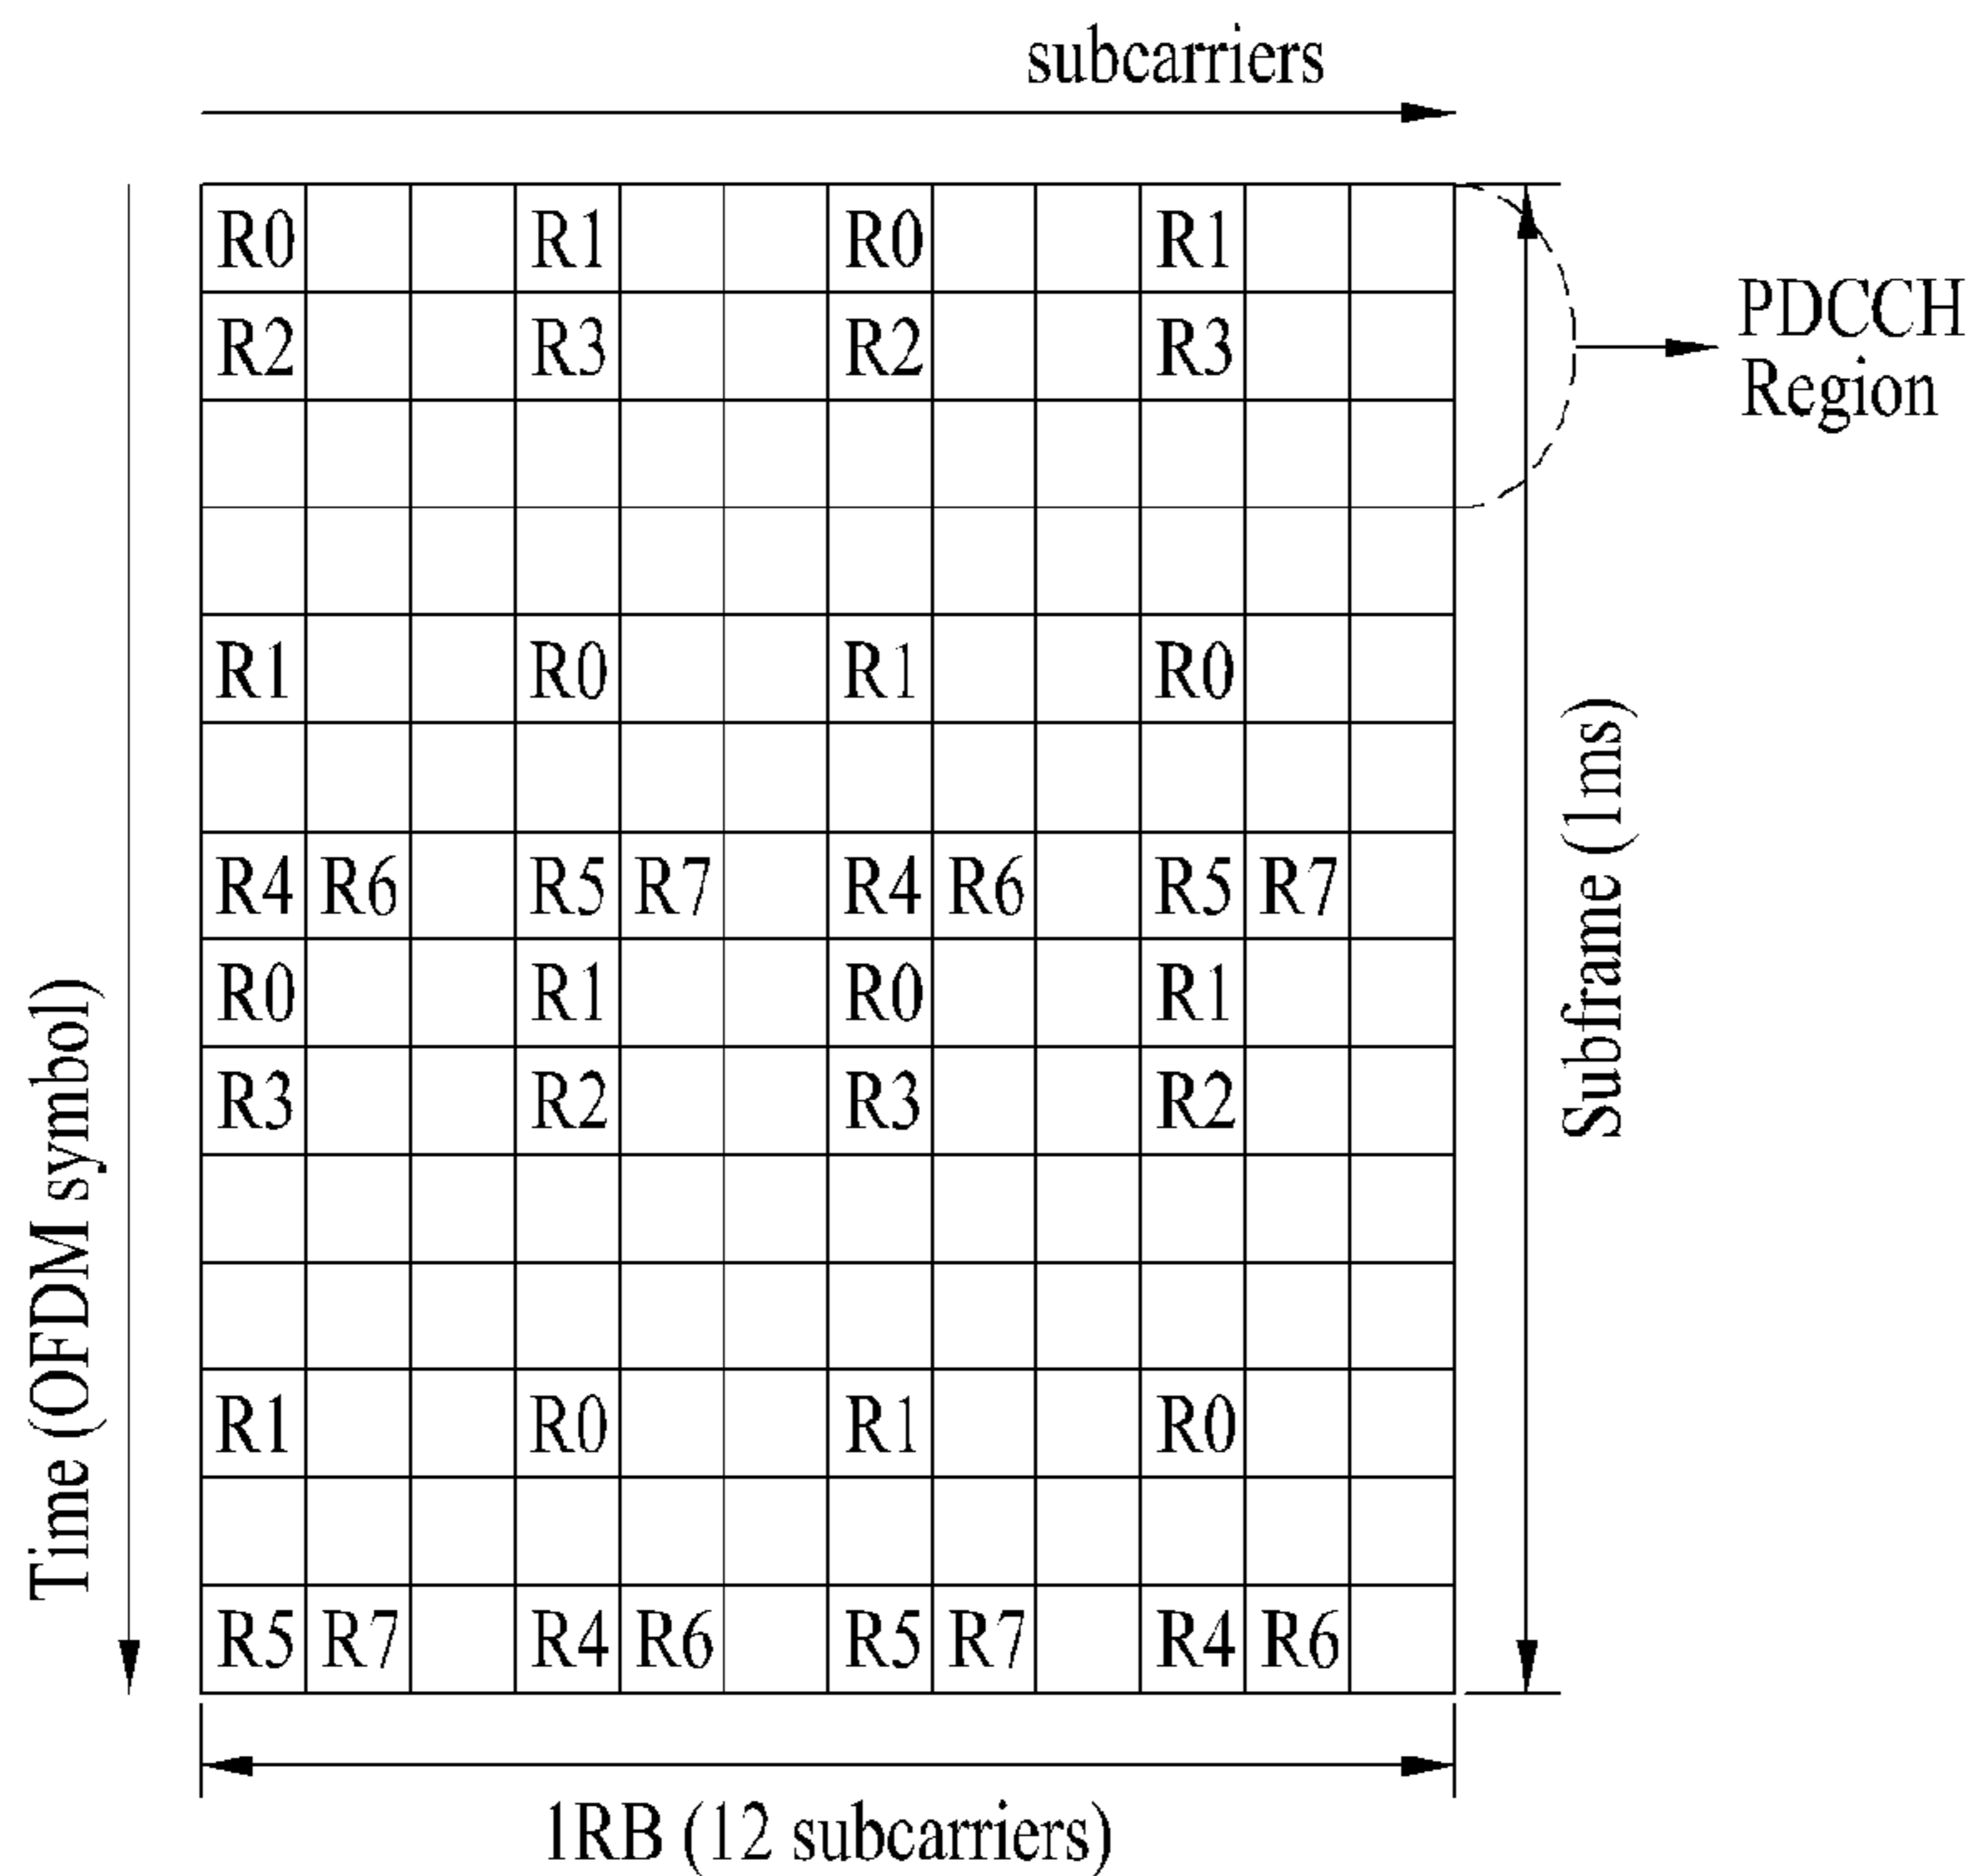 subcarriers
R0 R1 R0 R1
R2 R3 R2 R3
PDCCH
Region
R1 R0 R1 R0
R4 R6 R5 R7 R4 R6 R5 R7
R0 R1 R0 R1
R3 R2 R3 R2
R1 R0 R1 R0
R5 R7 R4 R6 R5 R7 R4 R6
Time (OFDM symbol)
Subframe (1ms)
1RB (12 subcarriers)